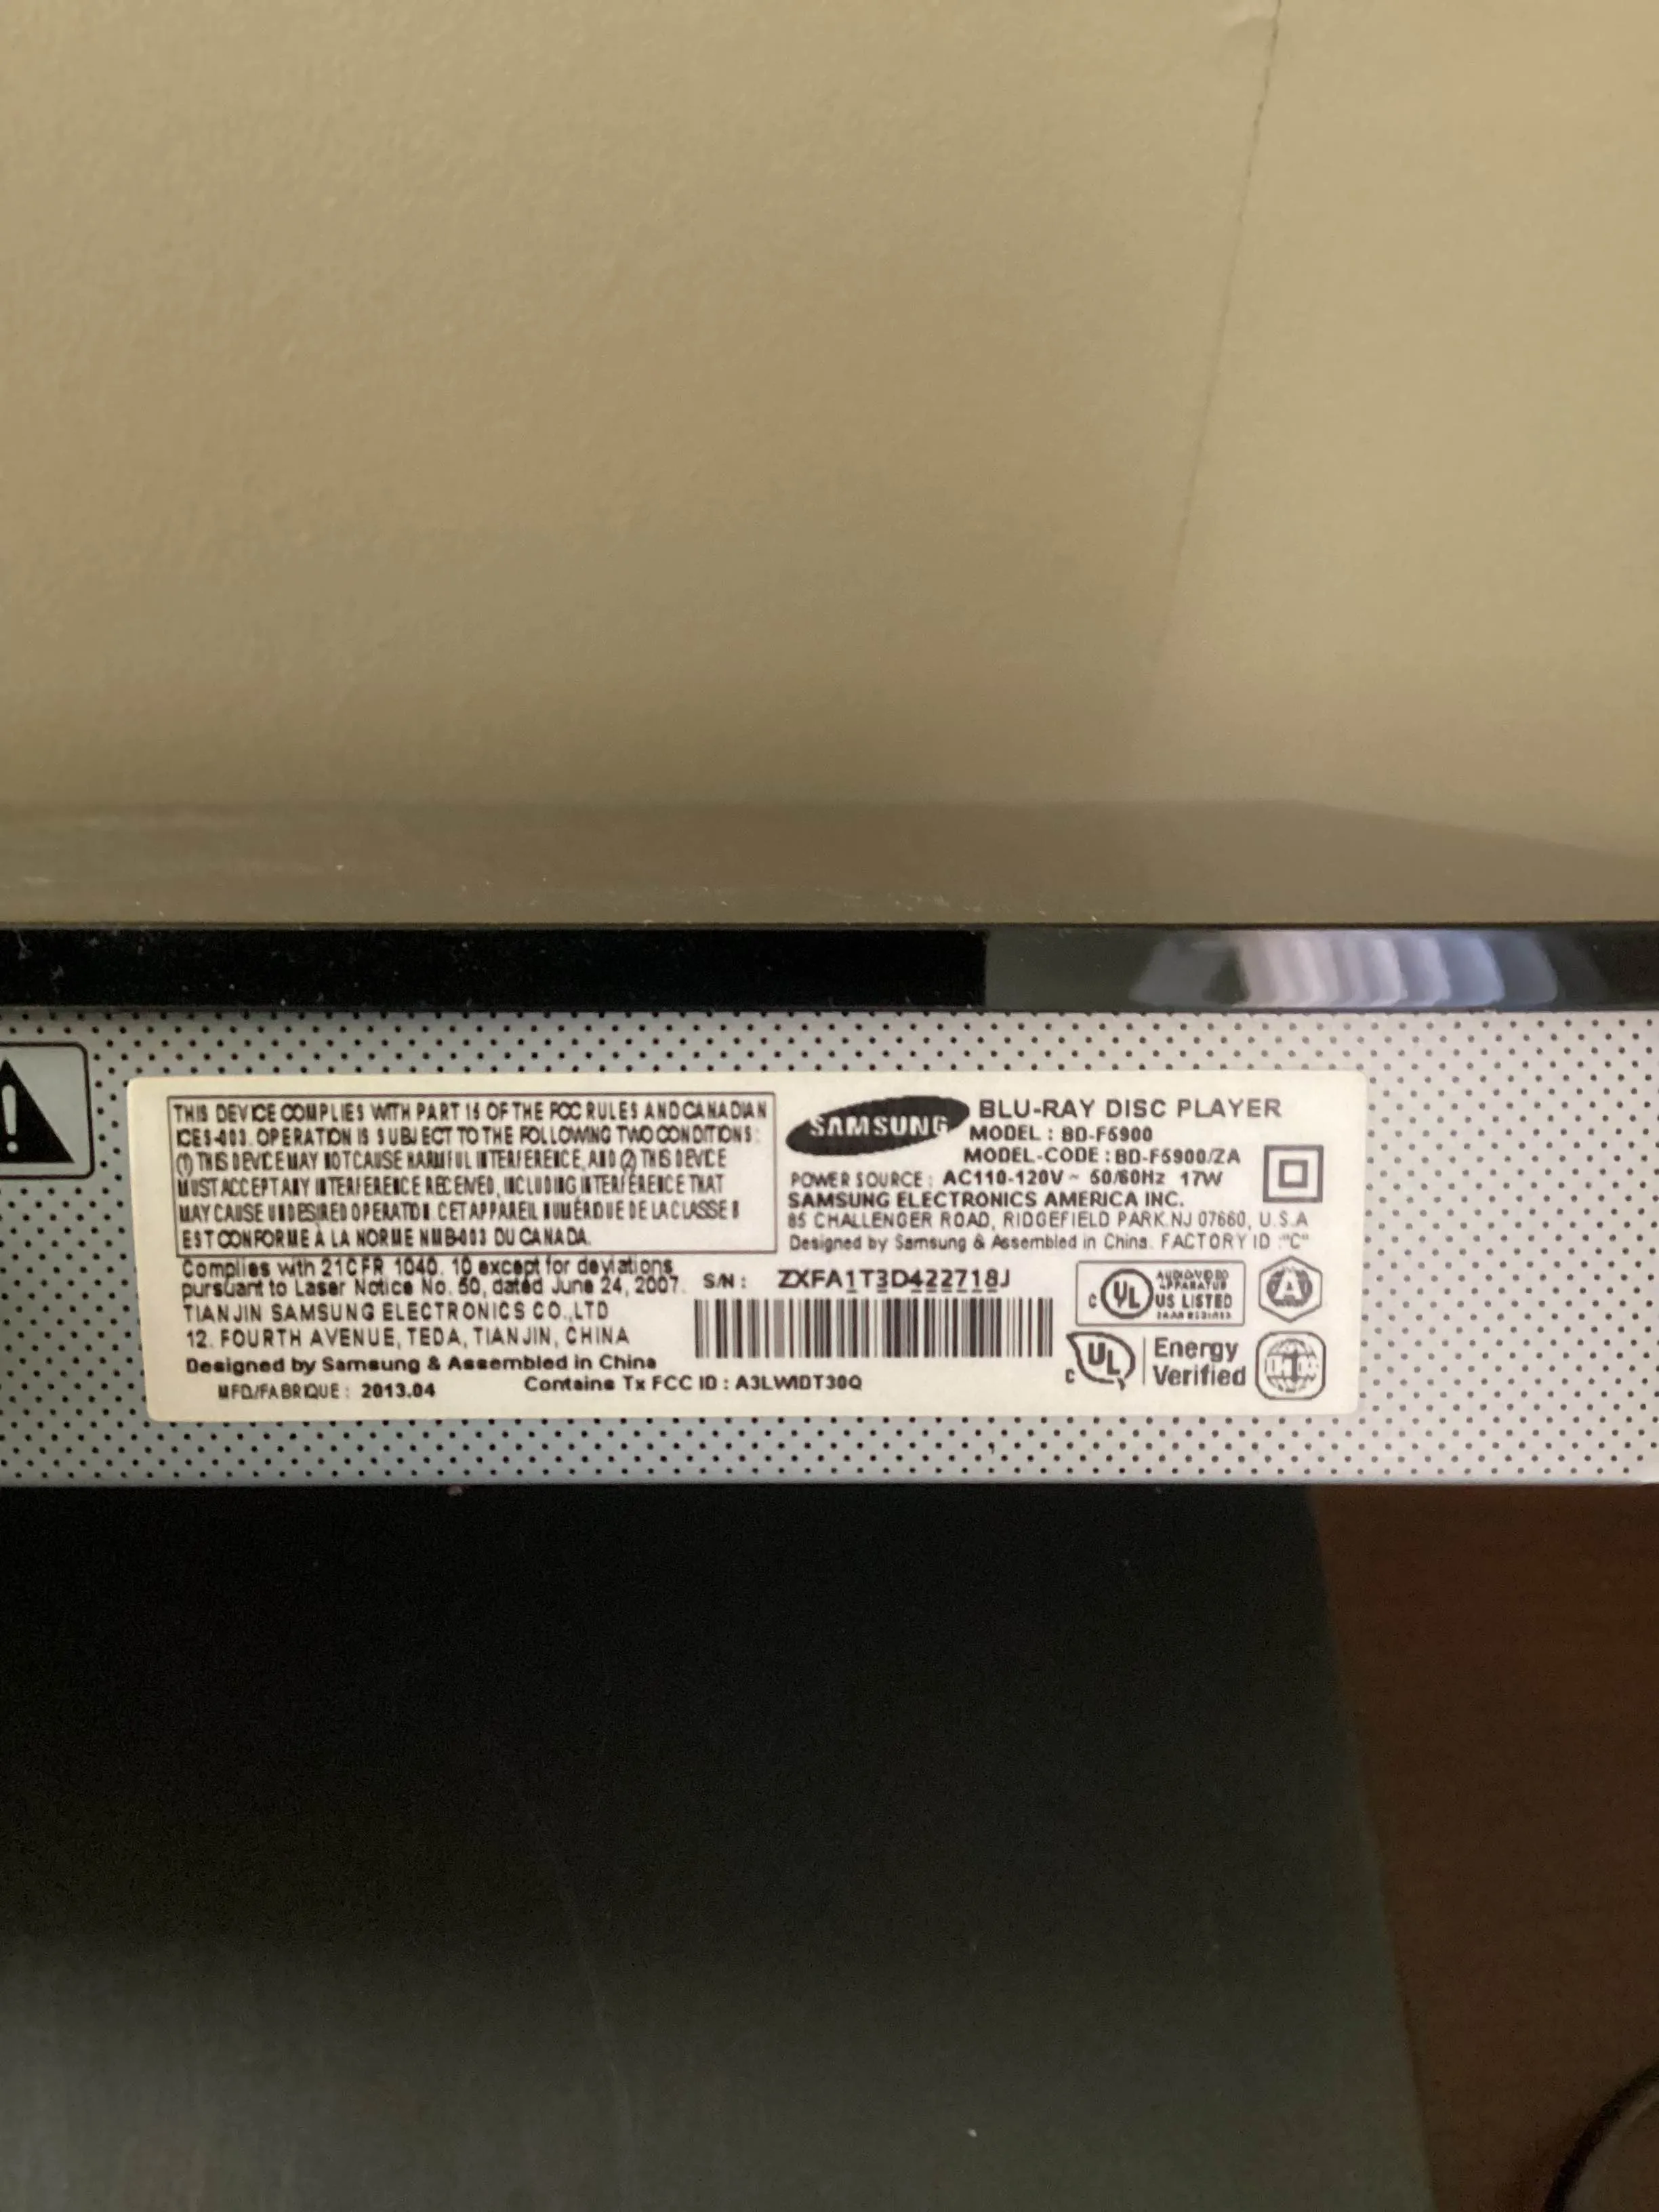 THIS DEVICE COMPLIES WITH PART 15 OF THE FCC RULES AND CANADIAN
ICES-003. OPERATION IS SUBJECT TO THE FOLLOWING TWO CONDITIONS:
(1) THIS DEVICE MAY NOT CAUSE HARMFUL INTERFERENCE, AND (2) THIS DEVICE
MUST ACCEPT ANY INTERFERENCE RECEIVED, INCLUDING INTERFERENCE THAT
MAY CAUSE UNDESIRED OPERATION. CET APPAREIL NUMÉRIQUE DE LA CLASSE B
EST CONFORME À LA NORME NMB-003 DU CANADA.
Complies with 21CFR 1040. 10 except for deviations
pursuant to Laser Notice No. 50, dated June 24, 2007.
TIANJIN SAMSUNG ELECTRONICS CO.,LTD
12. FOURTH AVENUE, TEDA, TIANJIN, CHINA
Designed by Samsung & Assembled in China
MFD/FABRIQUE : 2013.04
Contains Tx FCC ID : A3LWIDT30Q
SAMSUNG
BLU-RAY DISC PLAYER
MODEL : BD-F5900
MODEL-CODE : BD-F5900/ZA
POWER SOURCE : AC110-120V ~ 50/60Hz 17W
SAMSUNG ELECTRONICS AMERICA INC.
85 CHALLENGER ROAD, RIDGEFIELD PARK NJ 07660, U.S.A
Designed by Samsung & Assembled in China. FACTORY ID :"C"
S/N : ZXFA1T3D422718J
C UL
AUDIO/VIDEO
APPARATUS
US LISTED
A
C UL
Energy
Verified